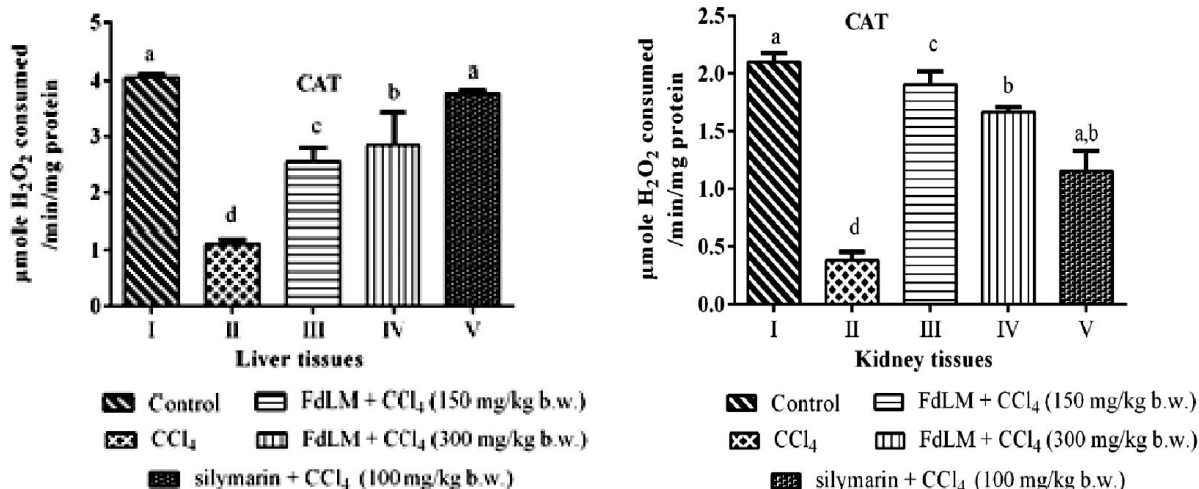 µmole H₂O₂ consumed
/min/mg protein
5
4
3
2
1
0
a
d
c
b
a
CAT
I II III IV V
Liver tissues
Control
FdLM + CCl₄ (150 mg/kg b.w.)
CCl₄
FdLM + CCl₄ (300 mg/kg b.w.)
silymarin + CCl₄ (100 mg/kg b.w.)
µmole H₂O₂ consumed
/min/mg protein
2.5
2.0
1.5
1.0
0.5
0.0
CAT
a
d
c
b
a,b
I II III IV V
Kidney tissues
Control
FdLM + CCl₄ (150 mg/kg b.w.)
CCl₄
FdLM + CCl₄ (300 mg/kg b.w.)
silymarin + CCl₄ (100 mg/kg b.w.)